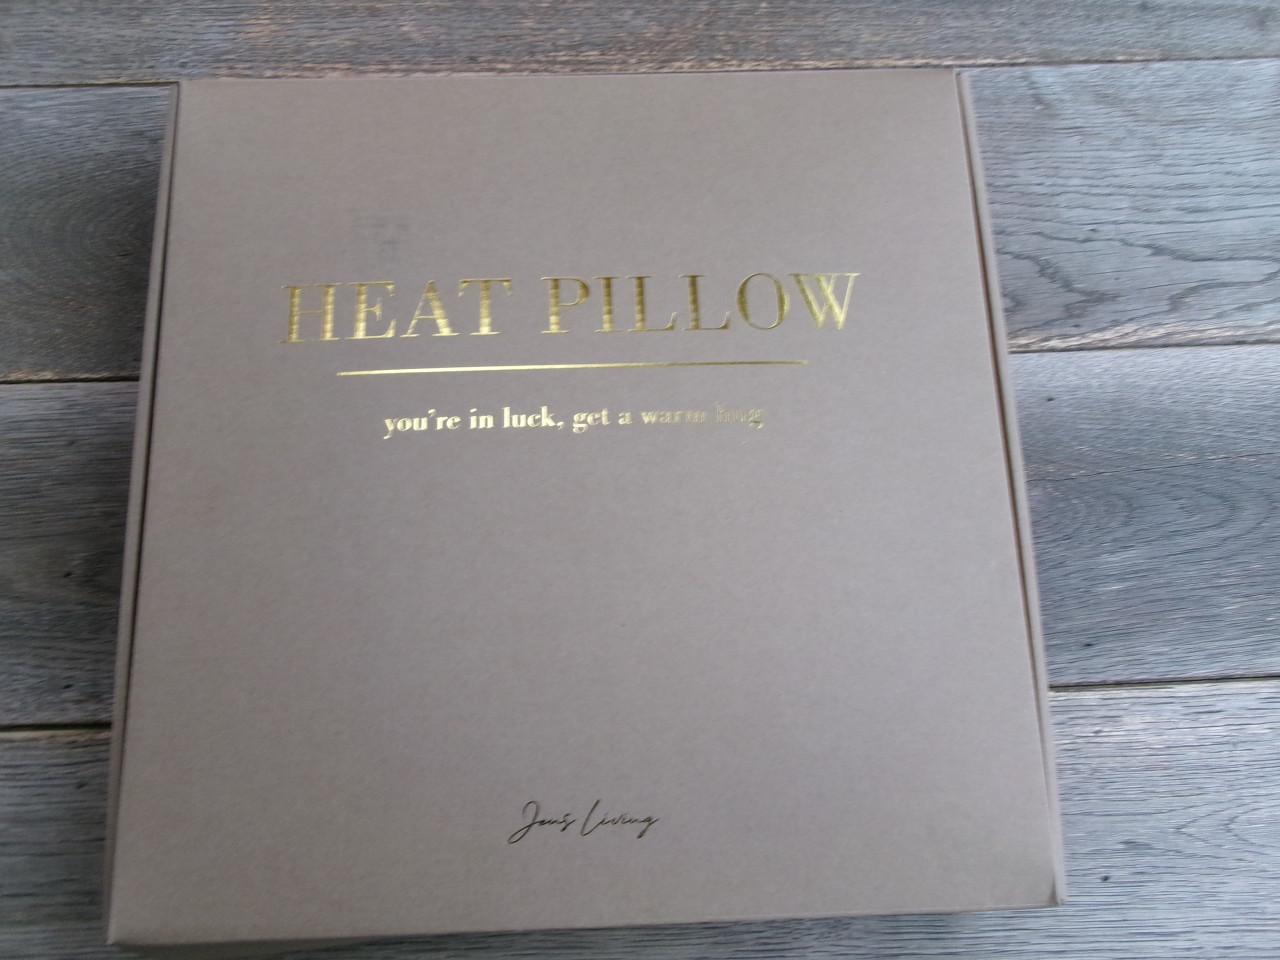 HEAT PILLOW
you're in luck, get a warm hug
Jens Living